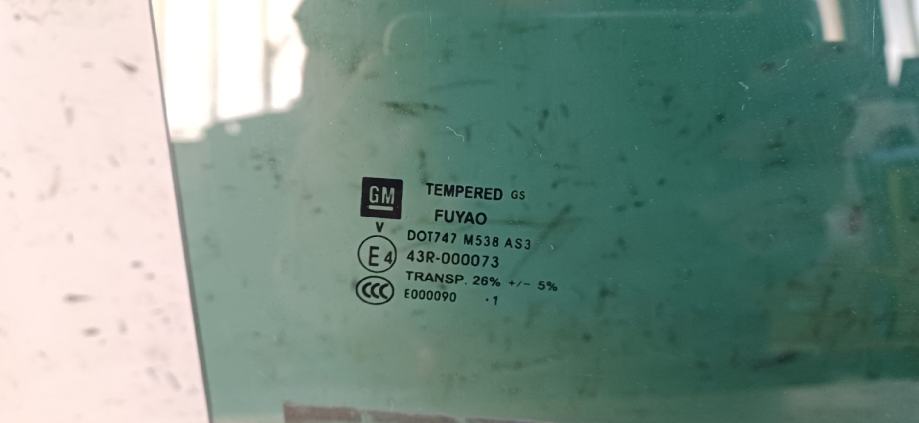 GM TEMPERED GS
FUYAO
V
DOT747 M538 AS3
E4 43R-000073
TRANSP. 26% +/- 5%
CCC E000090 .1